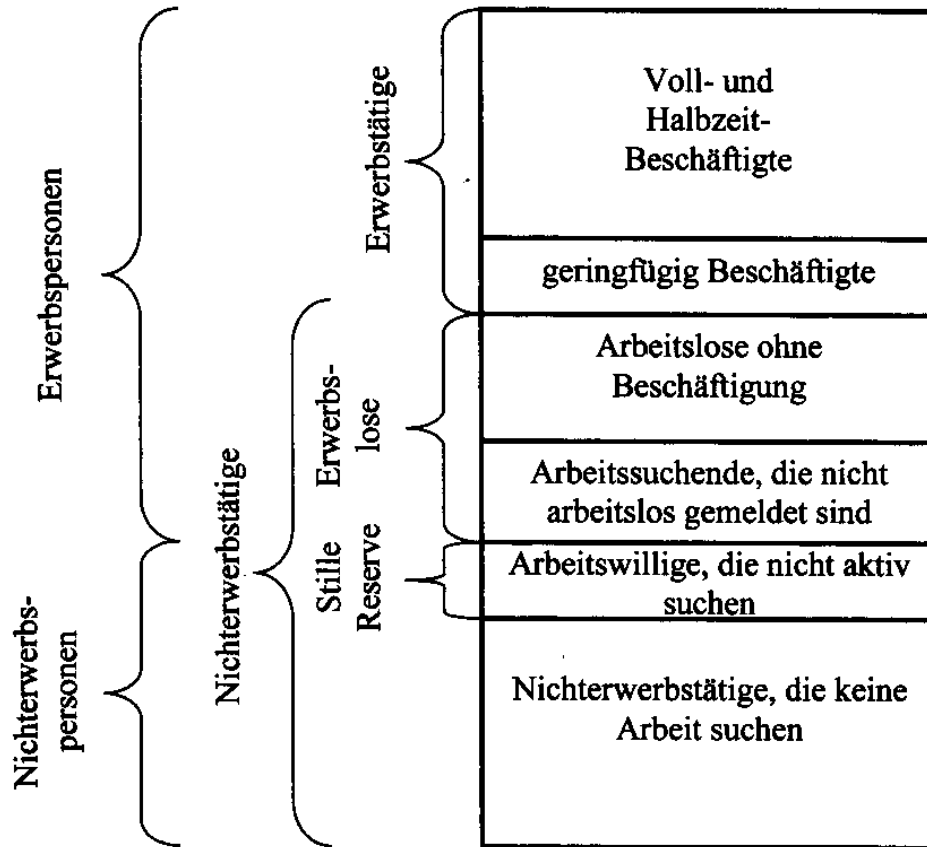 Erwerbspersonen
Nichterwerbs-
personen
Nichterwerbstätige
Erwerbstätige
Erwerbs-
lose
Stille
Reserve
Voll- und
Halbzeit-
Beschäftigte
geringfügig Beschäftigte
Arbeitslose ohne
Beschäftigung
Arbeitssuchende, die nicht
arbeitslos gemeldet sind
Arbeitswillige, die nicht aktiv
suchen
Nichterwerbstätige, die keine
Arbeit suchen